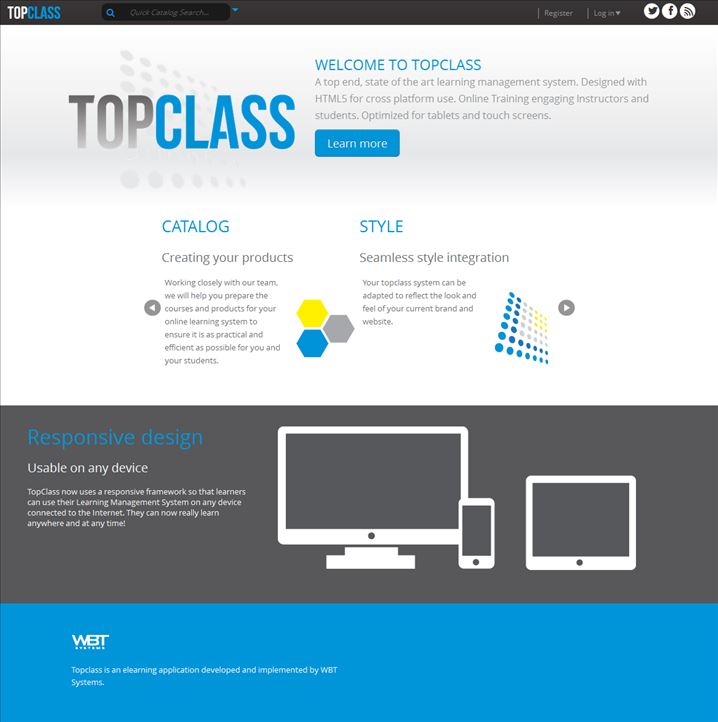 TOPCLASS
Quick Catalog Search...
Register
Log in
TOPCLASS
WELCOME TO TOPCLASS
A top end, state of the art learning management system. Designed with
HTML5 for cross platform use. Online Training engaging Instructors and
students. Optimized for tablets and touch screens.
Learn more
CATALOG
Creating your products
Working closely with our team,
we will help you prepare the
courses and products for your
online learning system to
ensure it is as practical and
efficient as possible for you and
your students.
STYLE
Seamless style integration
Your topclass system can be
adapted to reflect the look and
feel of your current brand and
website.
Responsive design
Usable on any device
TopClass now uses a responsive framework so that learners
can use their Learning Management System on any device
connected to the Internet. They can now really learn
anywhere and at any time!
WBT
SYSTEMS
Topclass is an elearning application developed and implemented by WBT
Systems.